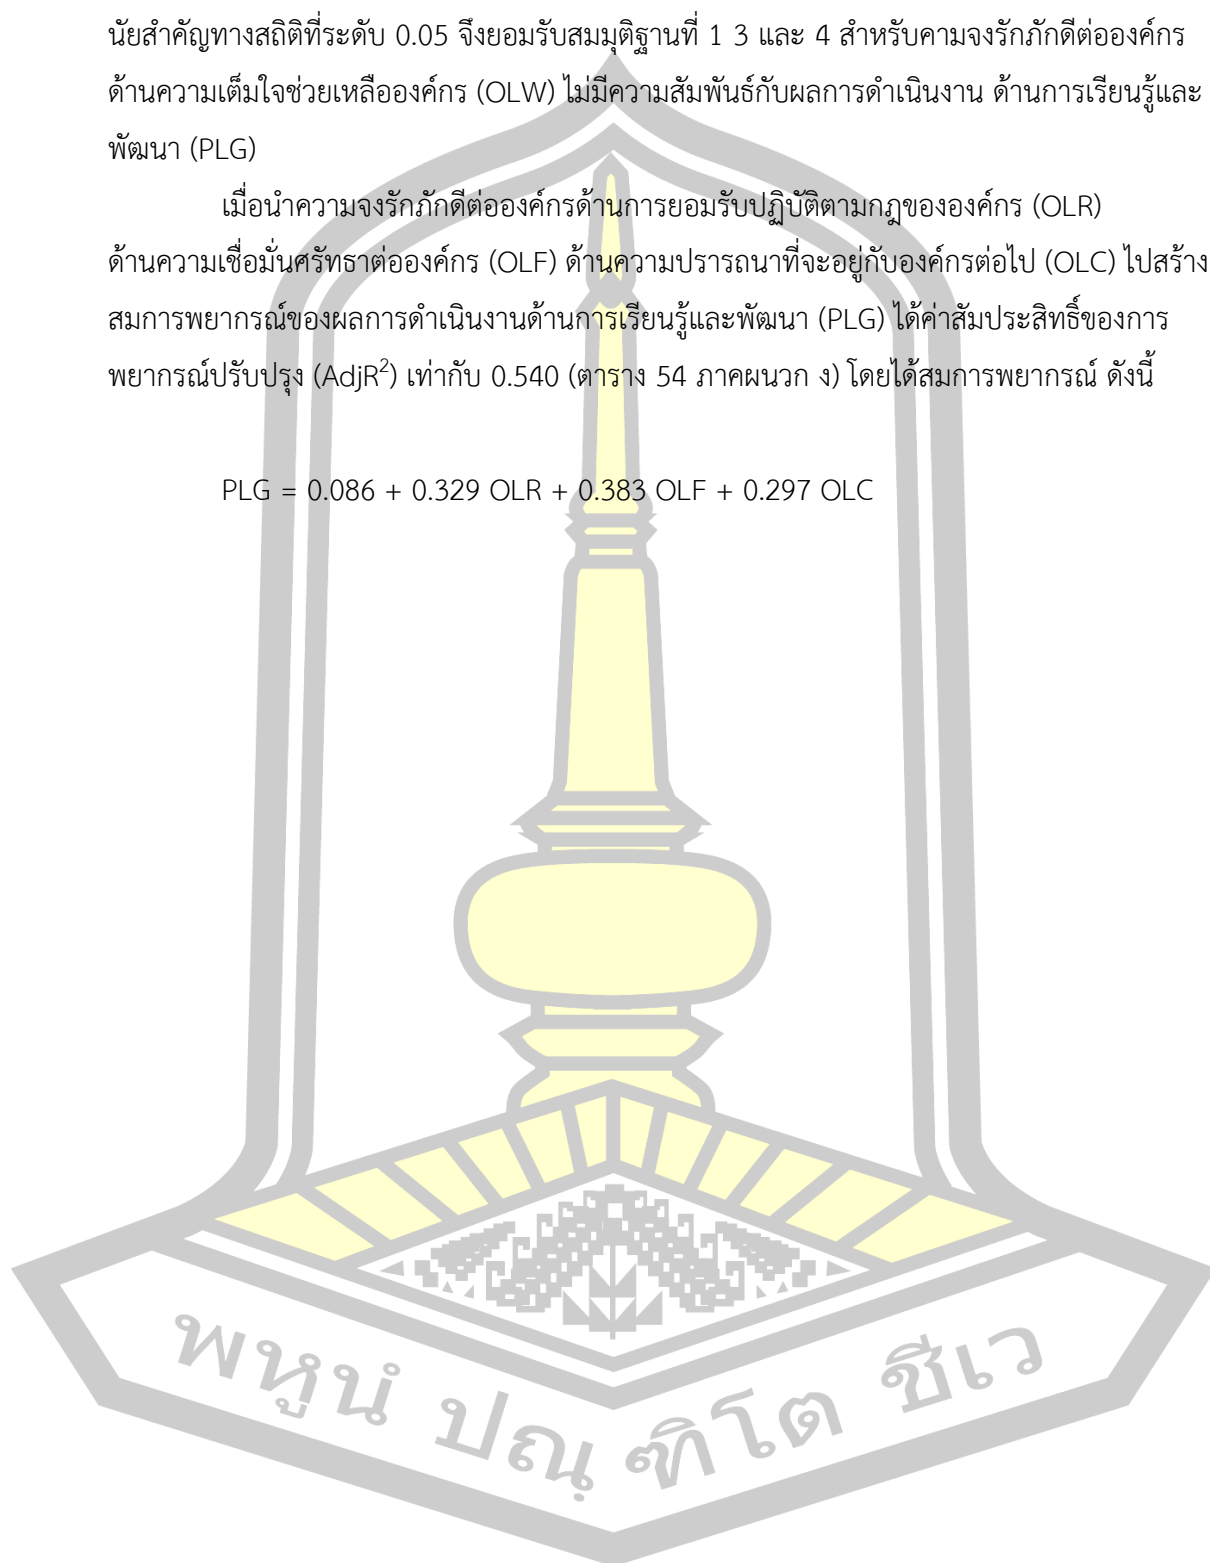 นัยสำคัญทางสถิติที่ระดับ 0.05 จึงยอมรับสมมุติฐานที่ 1 3 และ 4 สำหรับคามจงรักภักดีต่อองค์กร
ด้านความเต็มใจช่วยเหลือองค์กร (OLW) ไม่มีความสัมพันธ์กับผลการดำเนินงาน ด้านการเรียนรู้และ
พัฒนา (PLG)
เมื่อนำความจงรักภักดีต่อองค์กรด้านการยอมรับปฏิบัติตามกฎขององค์กร (OLR)
ด้านความเชื่อมั่นศรัทธาต่อองค์กร (OLF) ด้านความปรารถนาที่จะอยู่กับองค์กรต่อไป (OLC) ไปสร้าง
สมการพยากรณ์ของผลการดำเนินงานด้านการเรียนรู้และพัฒนา (PLG) ได้ค่าสัมประสิทธิ์ของการ
พยากรณ์ปรับปรุง (AdjR²) เท่ากับ 0.540 (ตาราง 54 ภาคผนวก ง) โดยได้สมการพยากรณ์ ดังนี้
PLG = 0.086 + 0.329 OLR + 0.383 OLF + 0.297 OLC
พหูนํ ปณฺฑิโต ชีเว